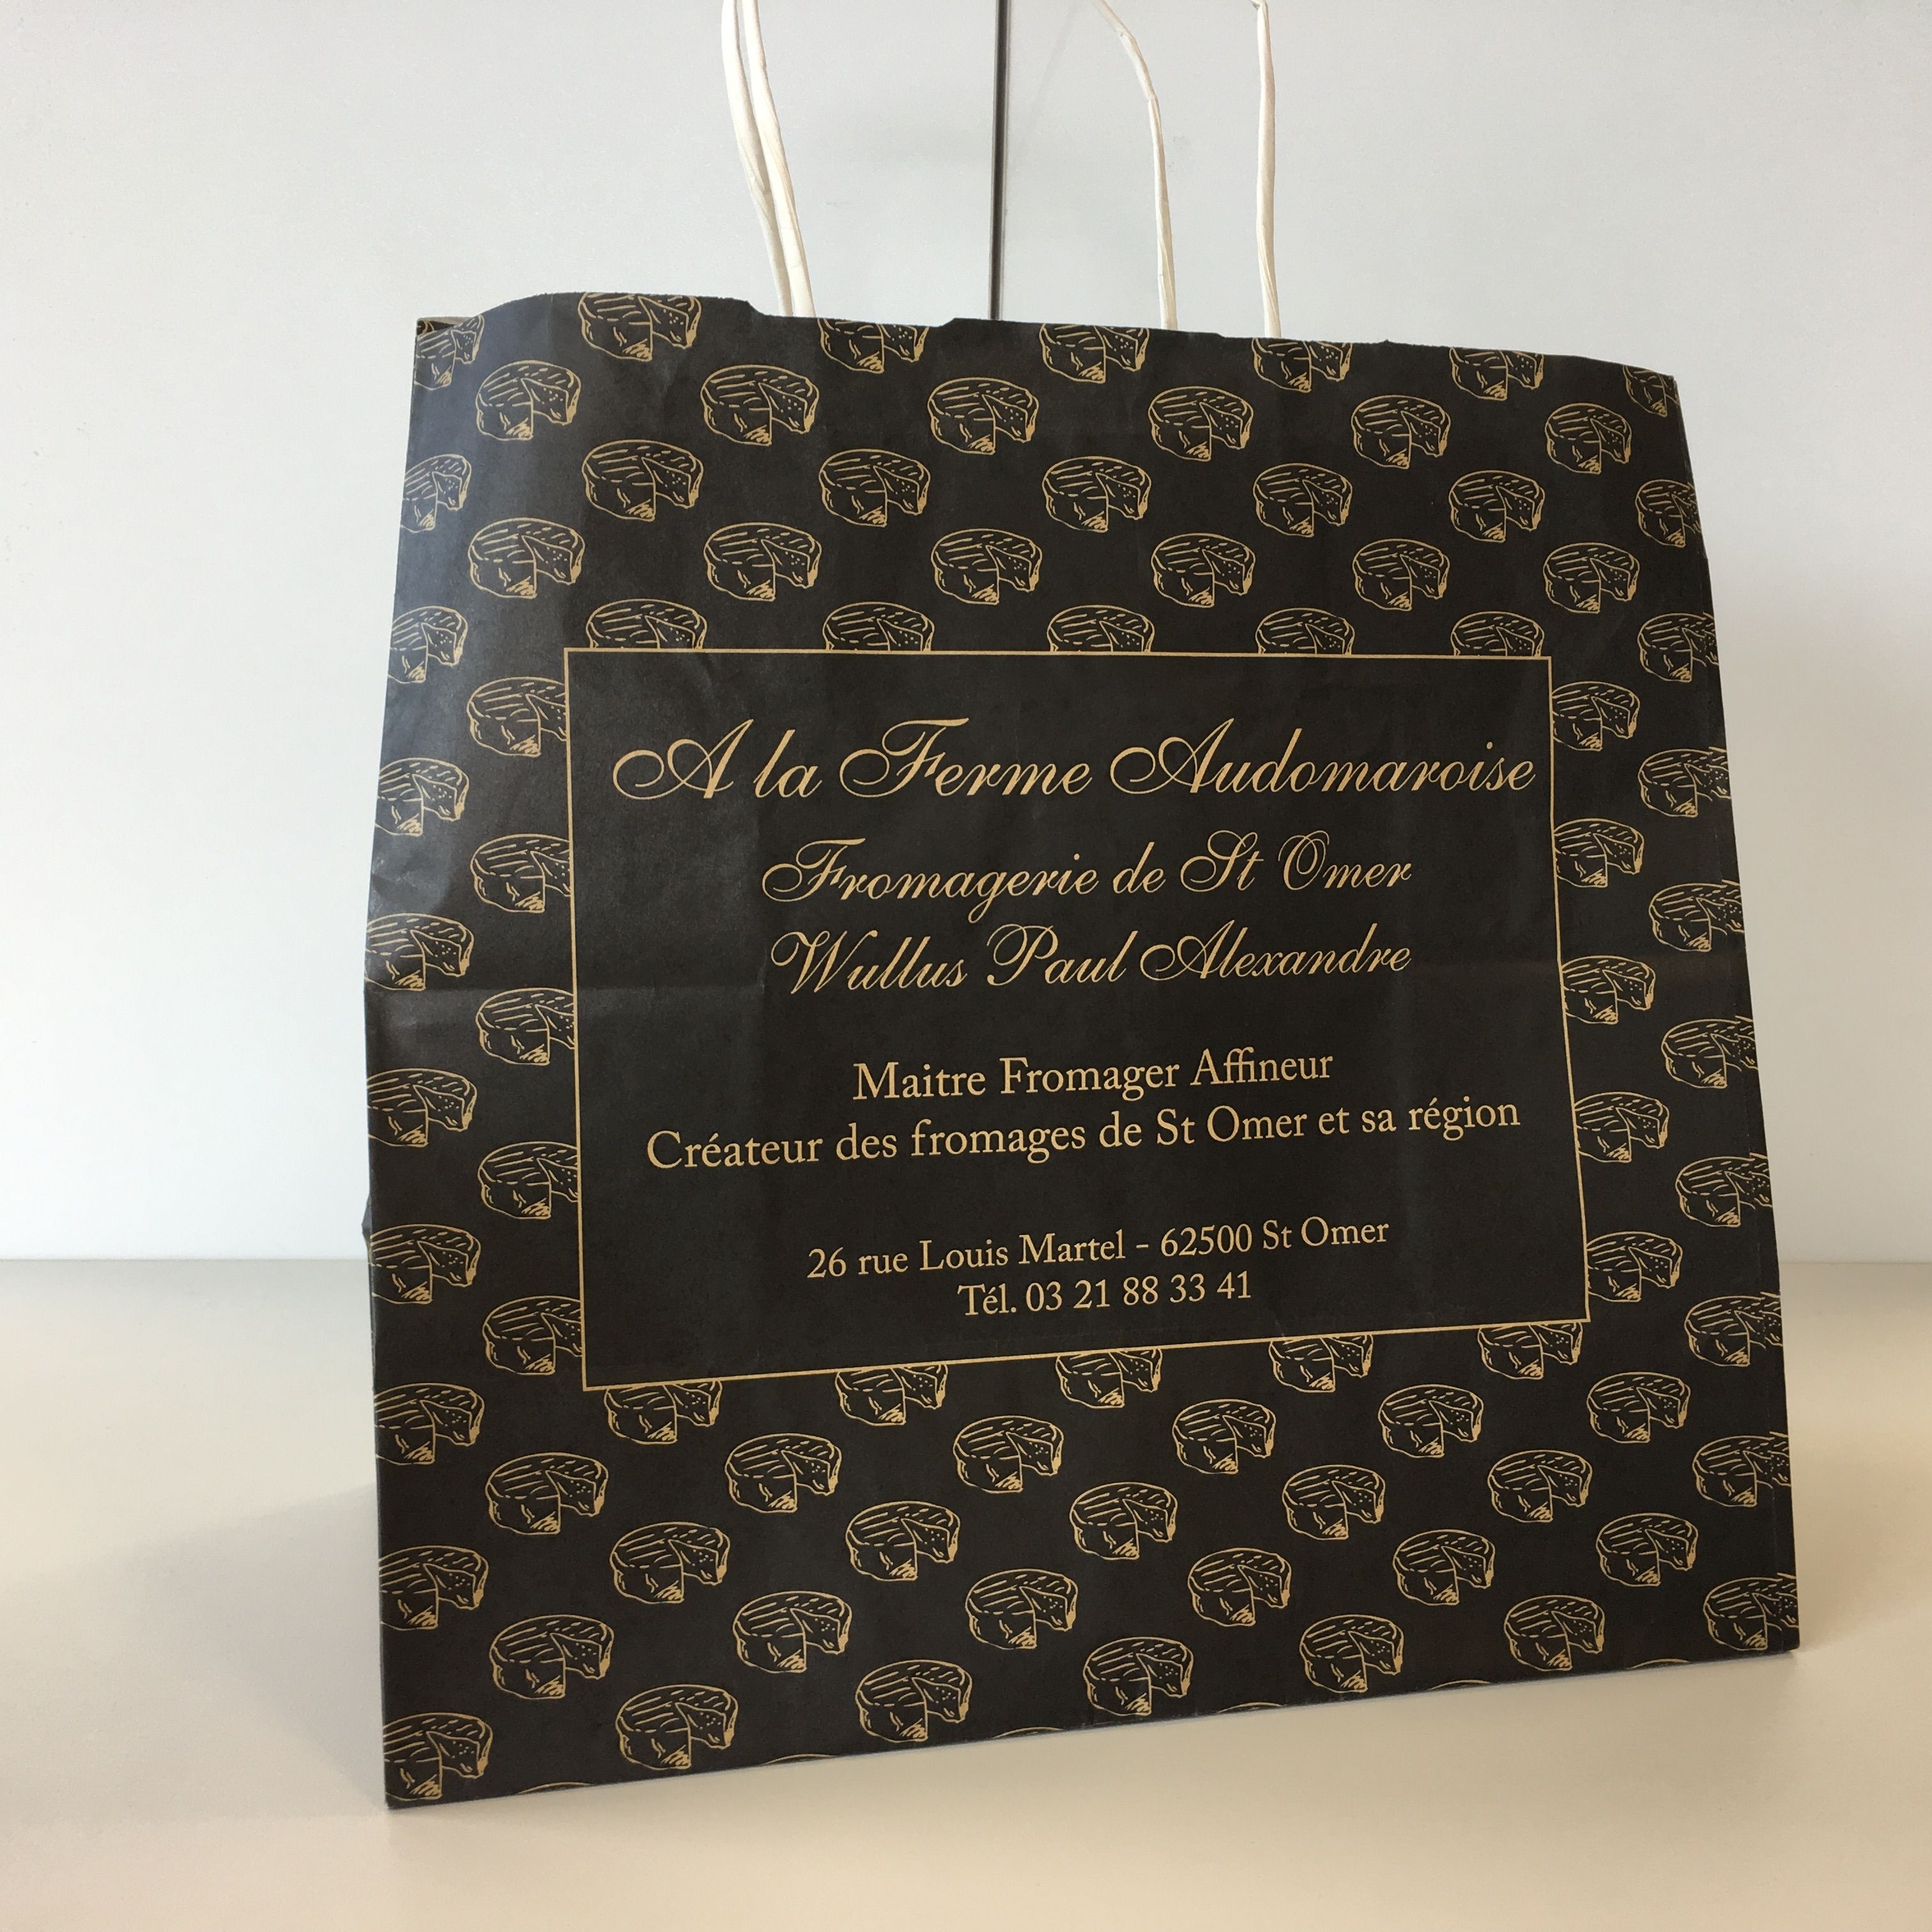 A la Ferme Audomaroise
Fromagerie de St Omer
Wullus Paul Alexandre
Maitre Fromager Affineur
Créateur des fromages de St Omer et sa région
26 rue Louis Martel - 62500 St Omer
Tél. 03 21 88 33 41